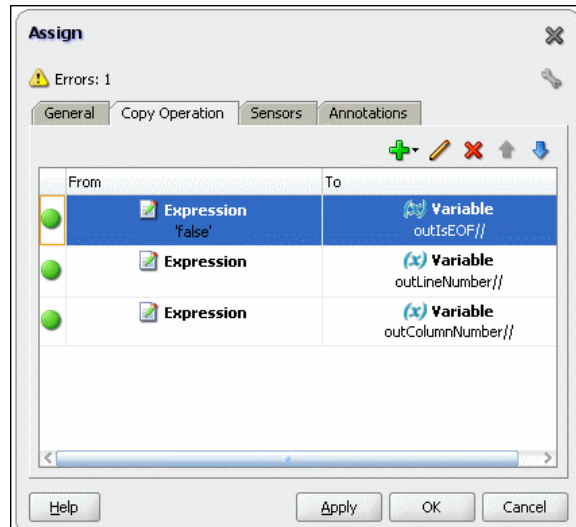 Assign
Errors: 1
General Copy Operation Sensors Annotations
From To
Expression (x) Variable
'false' outIsEOF//
Expression (x) Variable
outLineNumber//
Expression (x) Variable
outColumnNumber//
Help Apply OK Cancel